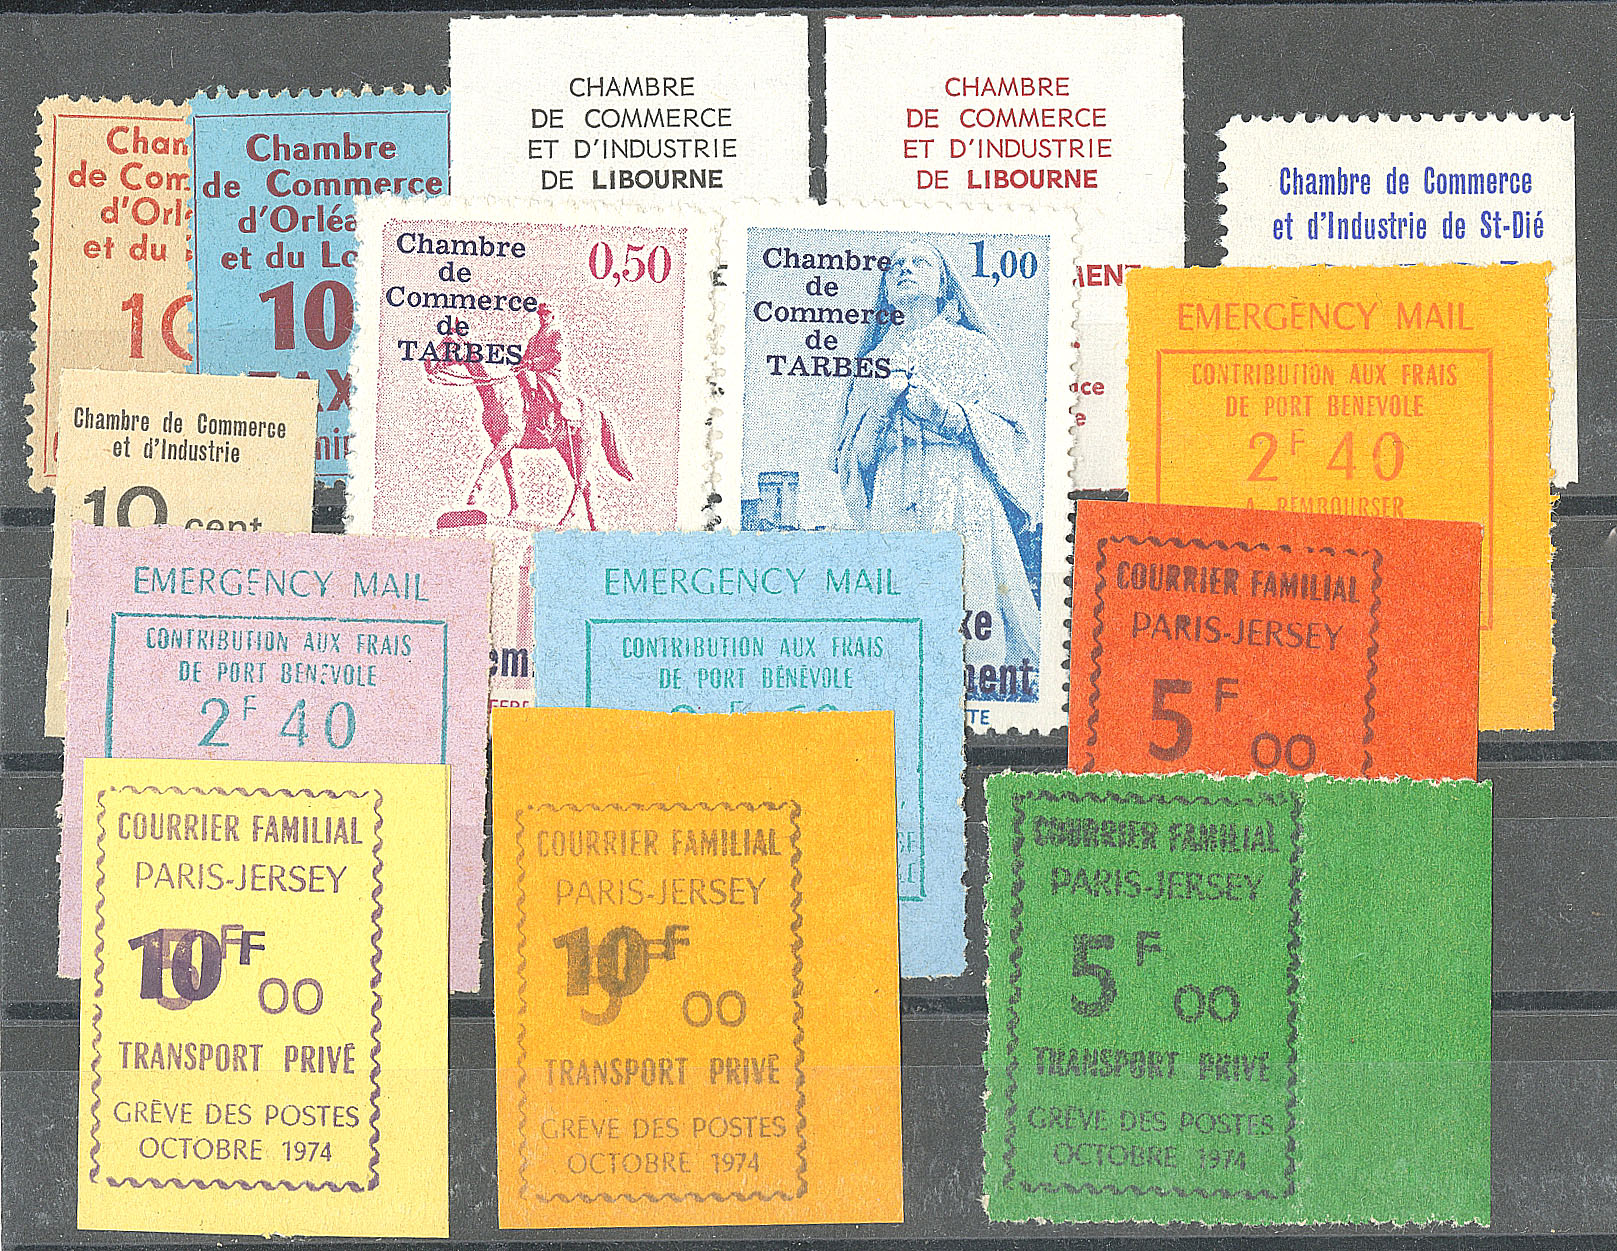 CHAMBRE
DE COMMERCE
ET D'INDUSTRIE
DE LIBOURNE
CHAMBRE
DE COMMERCE
ET D'INDUSTRIE
DE LIBOURNE
Chambre
de Commerce
et du
10
Chambre de Commerce
et d'Industrie de St-Dié
Chambre
de
Commerce
de
TARBES
0,50
Chambre
de
Commerce
de
TARBES
1,00
EMERGENCY MAIL
CONTRIBUTION AUX FRAIS
DE PORT BENEVOLE
2F 40
A REMBOURSER
Chambre de Commerce
et d'Industrie
10 cent
EMERGENCY MAIL
CONTRIBUTION AUX FRAIS
DE PORT BENEVOLE
2F 40
EMERGENCY MAIL
CONTRIBUTION AUX FRAIS
DE PORT BÉNÉVOLE
COURRIER FAMILIAL
PARIS-JERSEY
5F 00
COURRIER FAMILIAL
PARIS-JERSEY
10F 00
TRANSPORT PRIVÉ
GRÈVE DES POSTES
OCTOBRE 1974
COURRIER FAMILIAL
PARIS-JERSEY
10F 00
TRANSPORT PRIVÉ
GRÈVE DES POSTES
OCTOBRE 1974
COURRIER FAMILIAL
PARIS-JERSEY
5F 00
TRANSPORT PRIVÉ
GRÈVE DES POSTES
OCTOBRE 1974